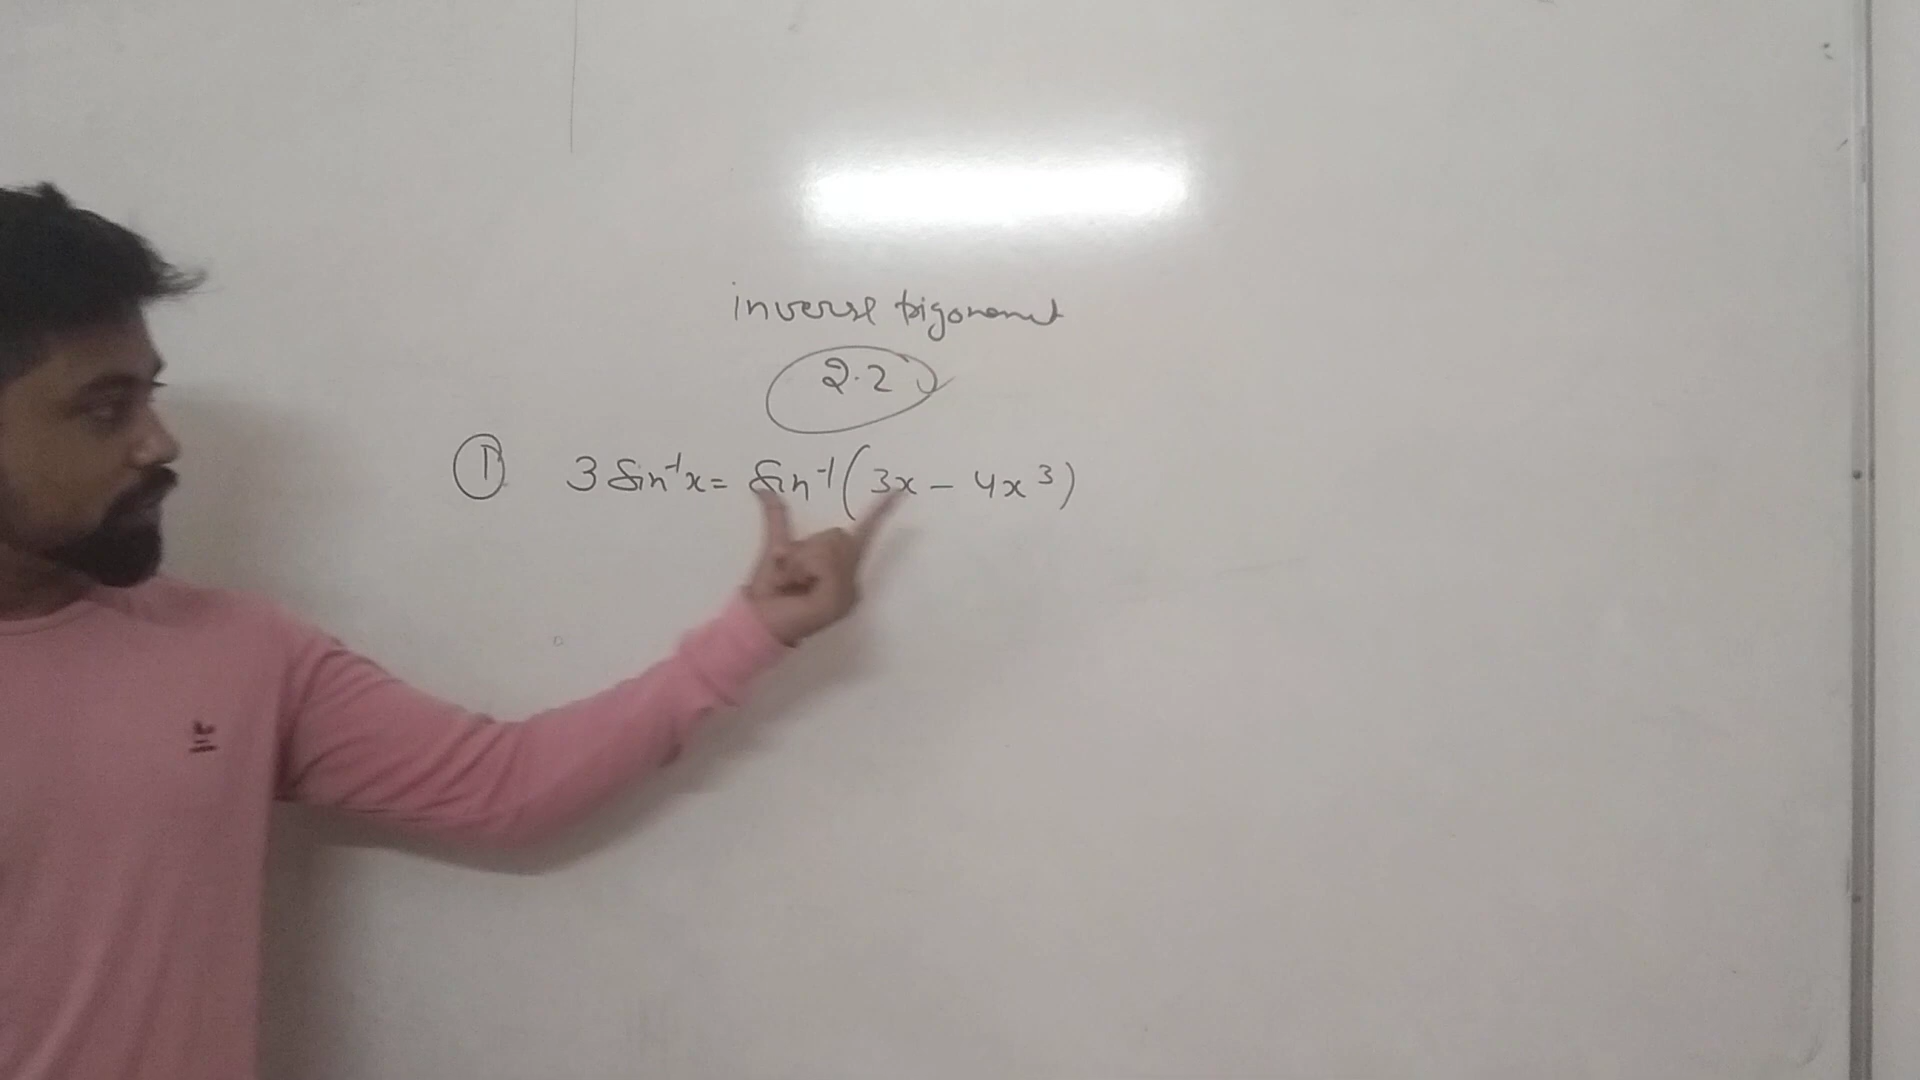 inverse trigonomet
2.2
① 3 sin⁻¹x = sin⁻¹(3x - 4x³)